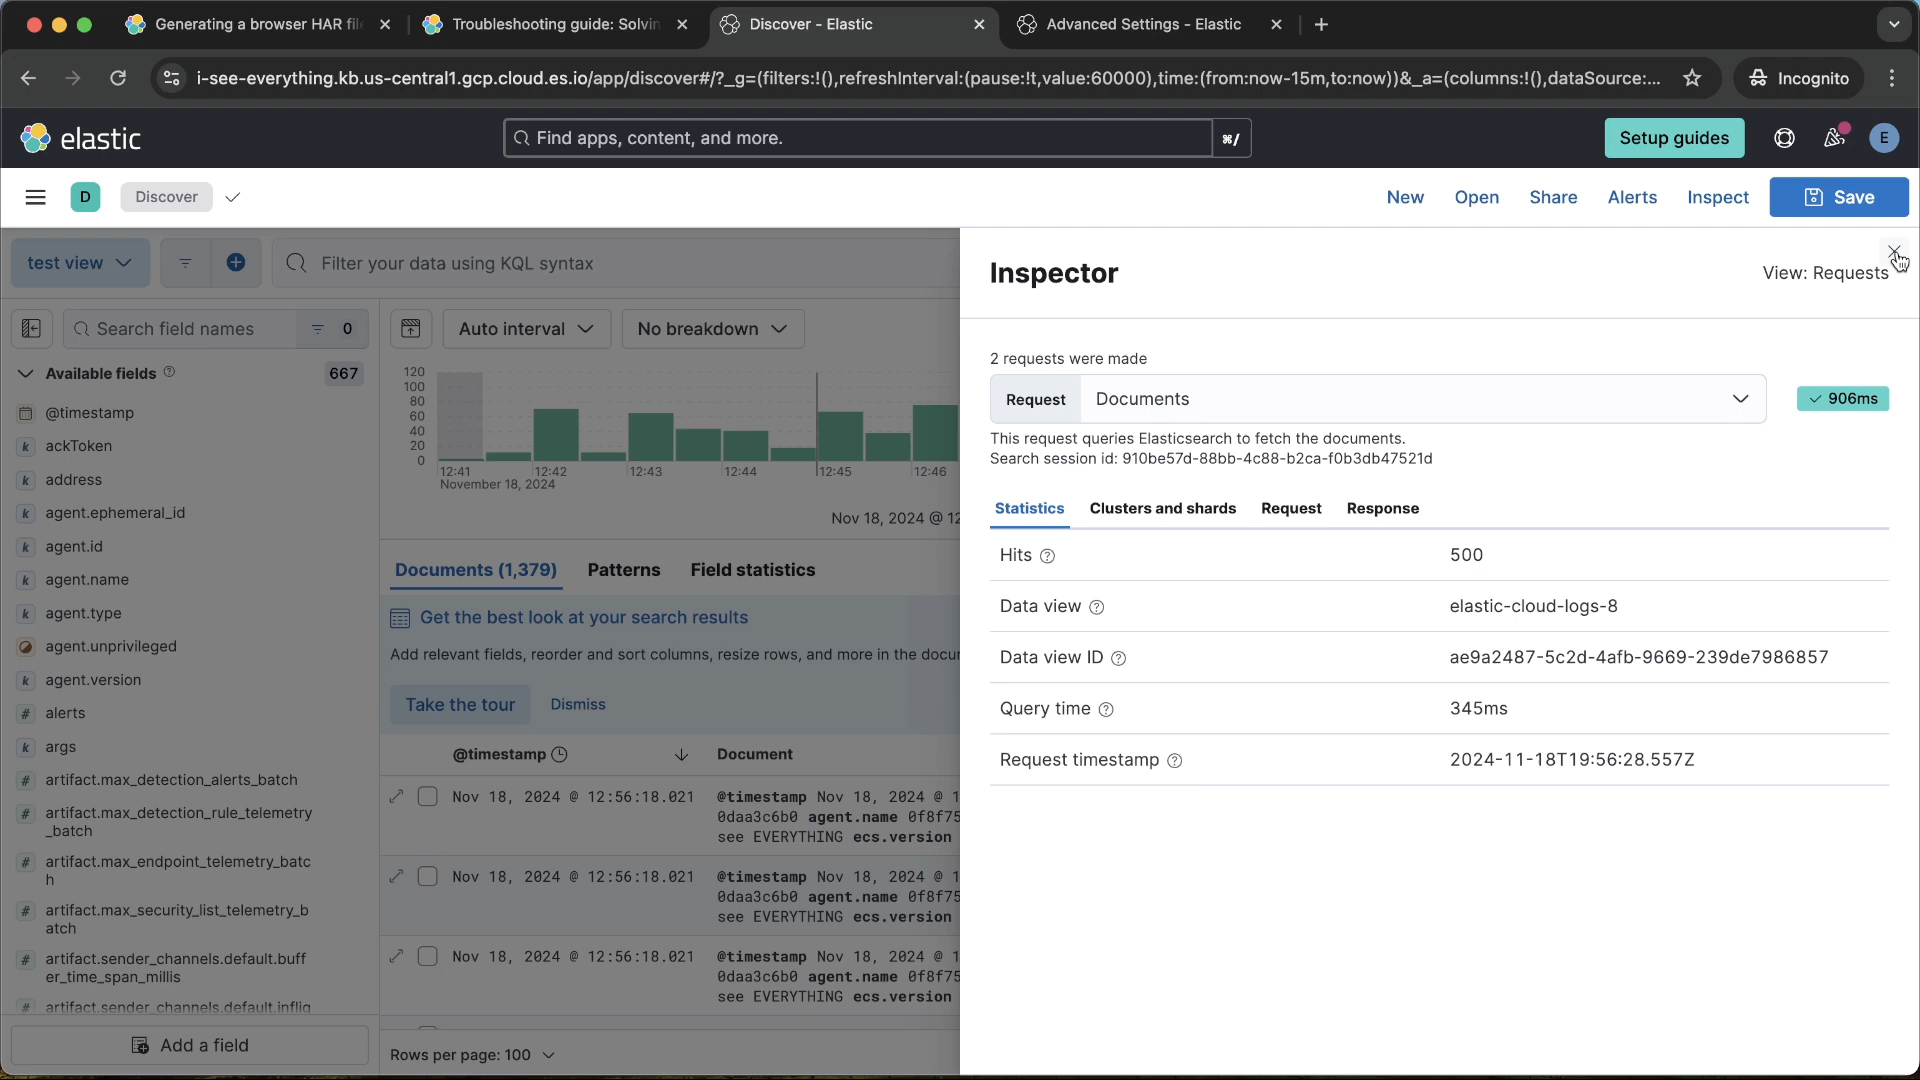 Generating a browser HAR fil
Troubleshooting guide: Solvin
Discover - Elastic
Advanced Settings - Elastic
i-see-everything.kb.us-central1.gcp.cloud.es.io/app/discover#/?_g=(filters:!(),refreshInterval:(pause:!t,value:60000),time:(from:now-15m,to:now))&_a=(columns:!(),dataSource:...
Incognito
elastic
Find apps, content, and more.
⌘/
Setup guides
E
D
Discover
New
Open
Share
Alerts
Inspect
Save
test view
Filter your data using KQL syntax
Search field names
0
Available fields
667
@timestamp
k ackToken
k address
k agent.ephemeral_id
k agent.id
k agent.name
k agent.type
agent.unprivileged
k agent.version
# alerts
k args
# artifact.max_detection_alerts_batch
# artifact.max_detection_rule_telemetry
_batch
# artifact.max_endpoint_telemetry_batc
h
# artifact.max_security_list_telemetry_b
atch
# artifact.sender_channels.default.buff
er_time_span_millis
# artifact.sender_channels.default.inflig
Add a field
Auto interval
No breakdown
120
100
80
60
40
20
0
12:41
12:42
12:43
12:44
12:45
12:46
November 18, 2024
Nov 18, 2024 @ 12
Documents (1,379)
Patterns
Field statistics
Get the best look at your search results
Add relevant fields, reorder and sort columns, resize rows, and more in the docu
Take the tour
Dismiss
@timestamp
Document
Nov 18, 2024 @ 12:56:18.021
@timestamp Nov 18, 2024 @ 1
0daa3c6b0 agent.name 0f8f75
see EVERYTHING ecs.version
Nov 18, 2024 @ 12:56:18.021
@timestamp Nov 18, 2024 @ 1
0daa3c6b0 agent.name 0f8f75
see EVERYTHING ecs.version
Nov 18, 2024 @ 12:56:18.021
@timestamp Nov 18, 2024 @ 1
0daa3c6b0 agent.name 0f8f75
see EVERYTHING ecs.version
Rows per page: 100
Inspector
View: Requests
2 requests were made
Request
Documents
906ms
This request queries Elasticsearch to fetch the documents.
Search session id: 910be57d-88bb-4c88-b2ca-f0b3db47521d
Statistics
Clusters and shards
Request
Response
Hits
500
Data view
elastic-cloud-logs-8
Data view ID
ae9a2487-5c2d-4afb-9669-239de7986857
Query time
345ms
Request timestamp
2024-11-18T19:56:28.557Z